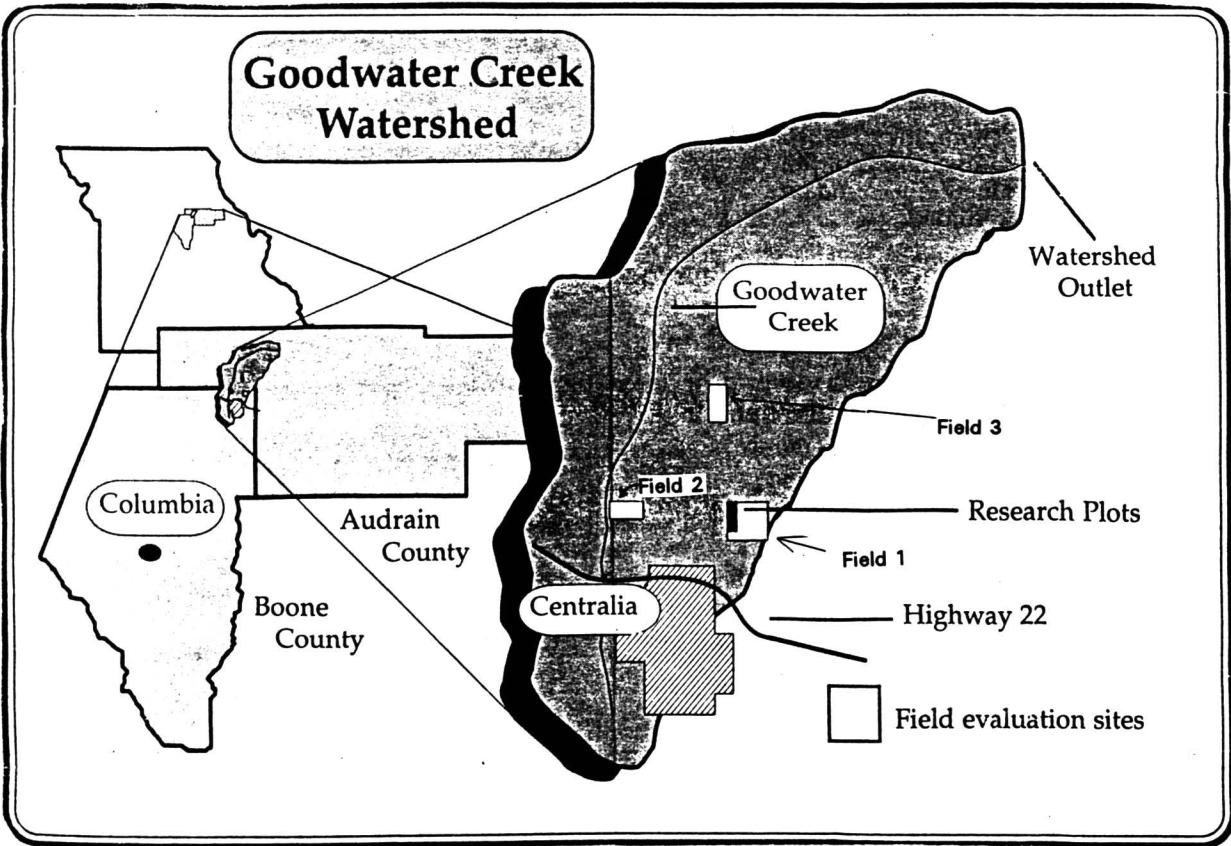 Goodwater Creek
Watershed
Watershed
Outlet
Goodwater
Creek
Field 3
Field 2
Columbia
Research Plots
Audrain
County
Field 1
Centralia
Boone
County
Highway 22
Field evaluation sites